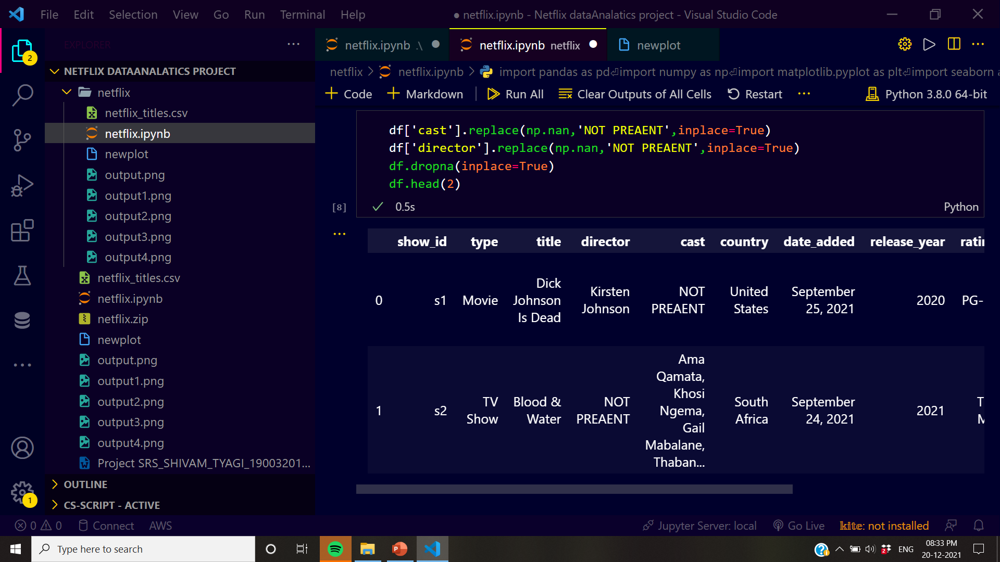 File Edit Selection View Go Run Terminal Help
● netflix.ipynb - Netflix dataAnalatics project - Visual Studio Code
EXPLORER
netflix.ipynb .\
netflix.ipynb netflix
newplot
2
NETFLIX DATAANALATICS PROJECT
netflix
netflix_titles.csv
netflix.ipynb
newplot
output.png
output1.png
output2.png
output3.png
output4.png
netflix_titles.csv
netflix.ipynb
netflix.zip
newplot
output.png
output1.png
output2.png
output3.png
output4.png
Project SRS_SHIVAM_TYAGI_19003201...
OUTLINE
CS-SCRIPT - ACTIVE
1
netflix > netflix.ipynb > import pandas as pd⏎import numpy as np⏎import matplotlib.pyplot as plt⏎import seaborn a
Code Markdown Run All Clear Outputs of All Cells Restart ... Python 3.8.0 64-bit
df['cast'].replace(np.nan,'NOT PREAENT',inplace=True)
df['director'].replace(np.nan,'NOT PREAENT',inplace=True)
df.dropna(inplace=True)
df.head(2)
[8] 0.5s Python
show_id type title director cast country date_added release_year ratin
0 s1 Movie Dick Johnson Is Dead Kirsten Johnson NOT PREAENT United States September 25, 2021 2020 PG-
1 s2 TV Show Blood & Water NOT PREAENT Ama Qamata, Khosi Ngema, Gail Mabalane, Thaban... South Africa September 24, 2021 2021 T
0 0 Connect AWS
Jupyter Server: local Go Live kite: not installed
Type here to search
ENG
08:33 PM
20-12-2021